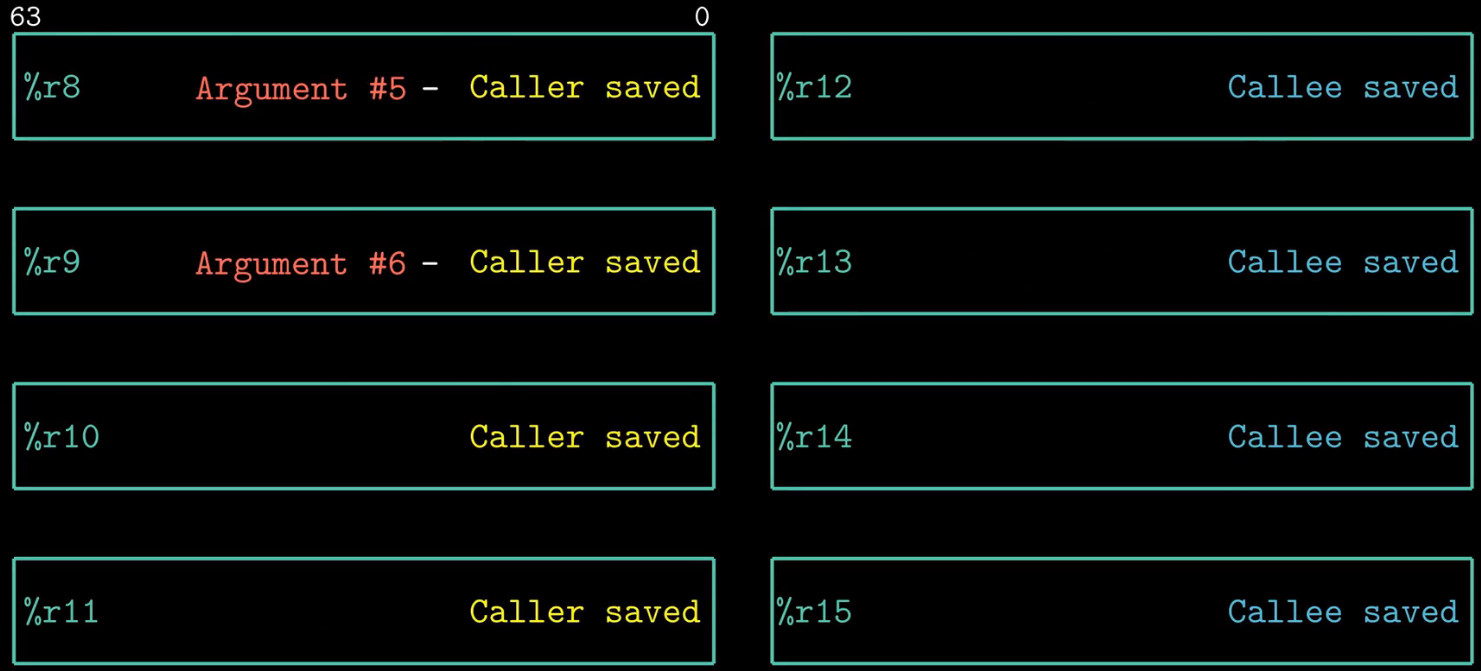 63 0
%r8 Argument #5 - Caller saved
%r12 Callee saved
%r9 Argument #6 - Caller saved
%r13 Callee saved
%r10 Caller saved
%r14 Callee saved
%r11 Caller saved
%r15 Callee saved